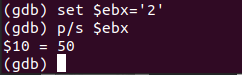 (gdb) set $ebx='2'
(gdb) p/s $ebx
$10 = 50
(gdb)